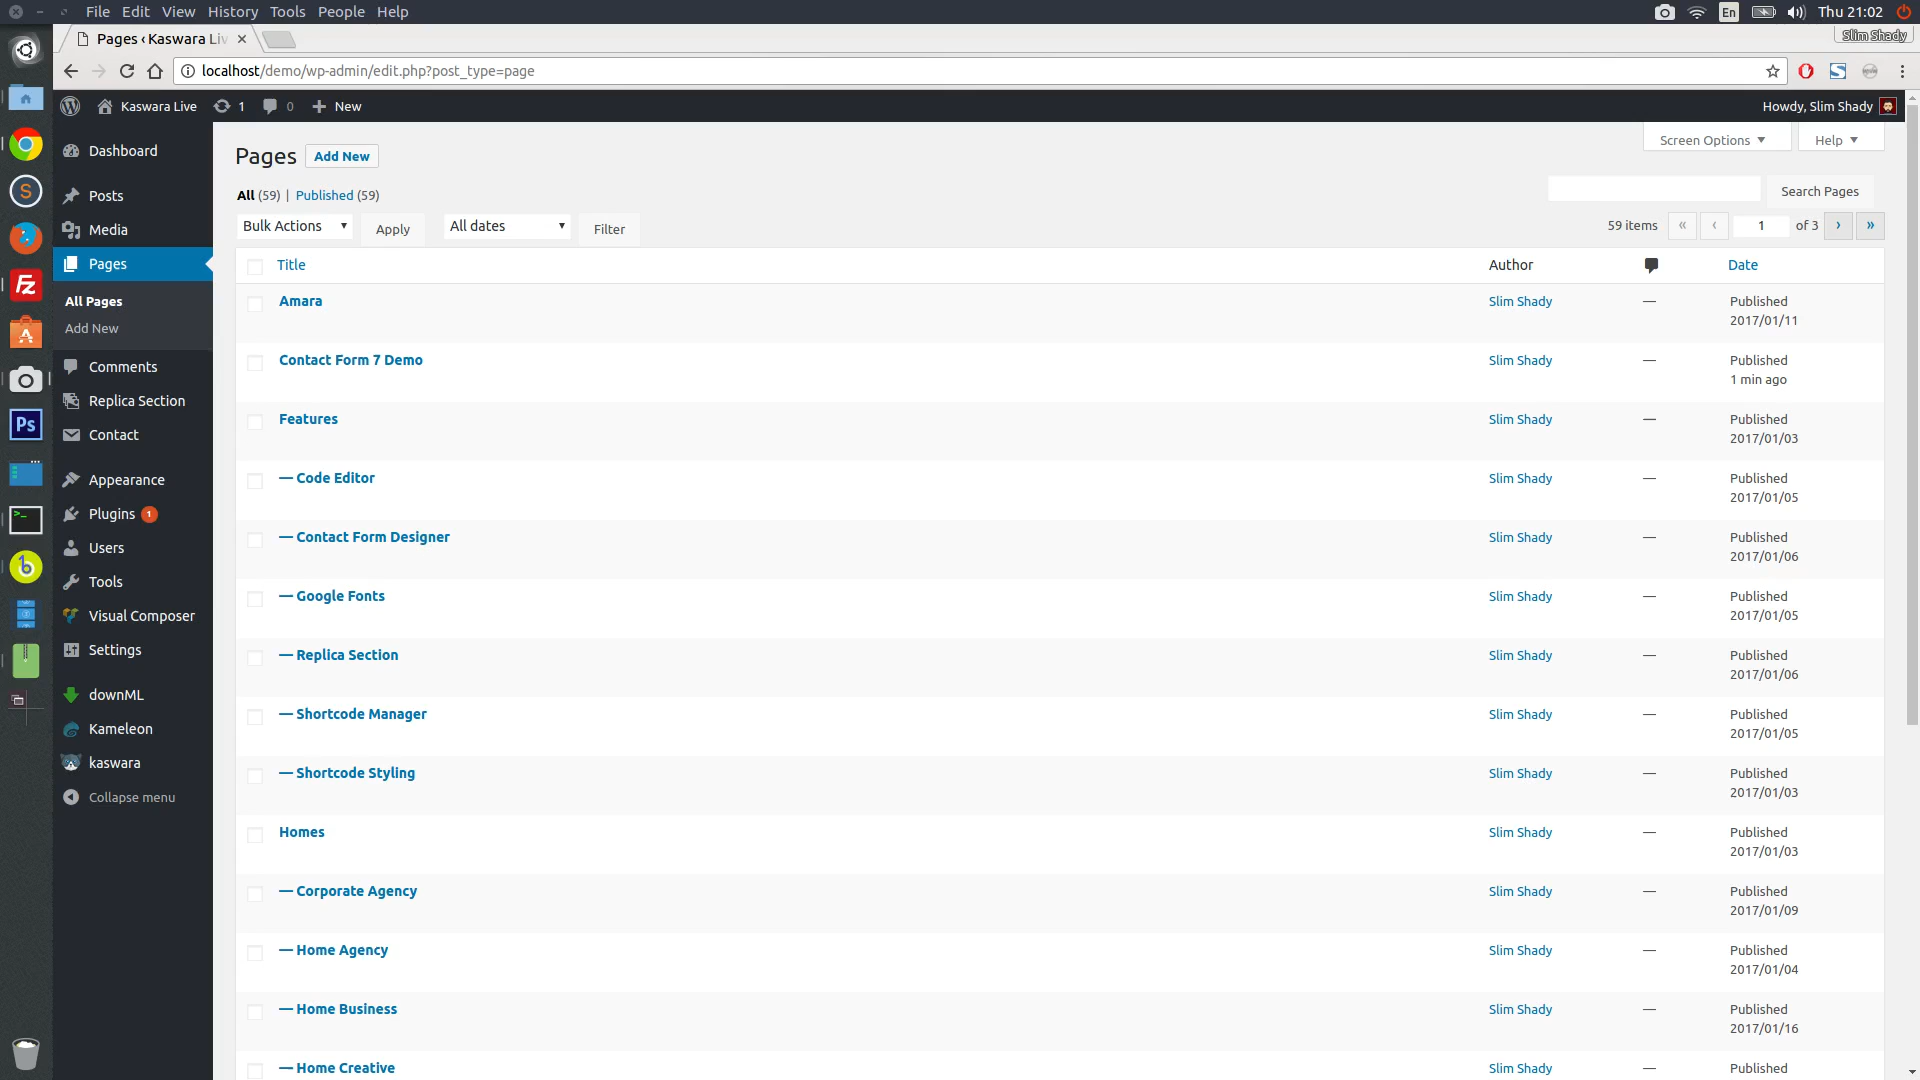 File Edit View History Tools People Help
En Thu 21:02
Pages ‹ Kaswara Liv
Slim Shady
localhost/demo/wp-admin/edit.php?post_type=page
Kaswara Live 1 0 New
Howdy, Slim Shady
Dashboard
Posts
Media
Pages
All Pages
Add New
Comments
Replica Section
Contact
Appearance
Plugins 1
Users
Tools
Visual Composer
Settings
downML
Kameleon
kaswara
Collapse menu
Pages Add New
Screen Options Help
All (59) | Published (59)
Search Pages
Bulk Actions Apply All dates Filter
59 items « ‹ 1 of 3 › »
Title Author Date
Amara Slim Shady — Published
2017/01/11
Contact Form 7 Demo Slim Shady — Published
1 min ago
Features Slim Shady — Published
2017/01/03
— Code Editor Slim Shady — Published
2017/01/05
— Contact Form Designer Slim Shady — Published
2017/01/06
— Google Fonts Slim Shady — Published
2017/01/05
— Replica Section Slim Shady — Published
2017/01/06
— Shortcode Manager Slim Shady — Published
2017/01/05
— Shortcode Styling Slim Shady — Published
2017/01/03
Homes Slim Shady — Published
2017/01/03
— Corporate Agency Slim Shady — Published
2017/01/09
— Home Agency Slim Shady — Published
2017/01/04
— Home Business Slim Shady — Published
2017/01/16
— Home Creative Slim Shady — Published
S
Fz
A
Ps
>_
b